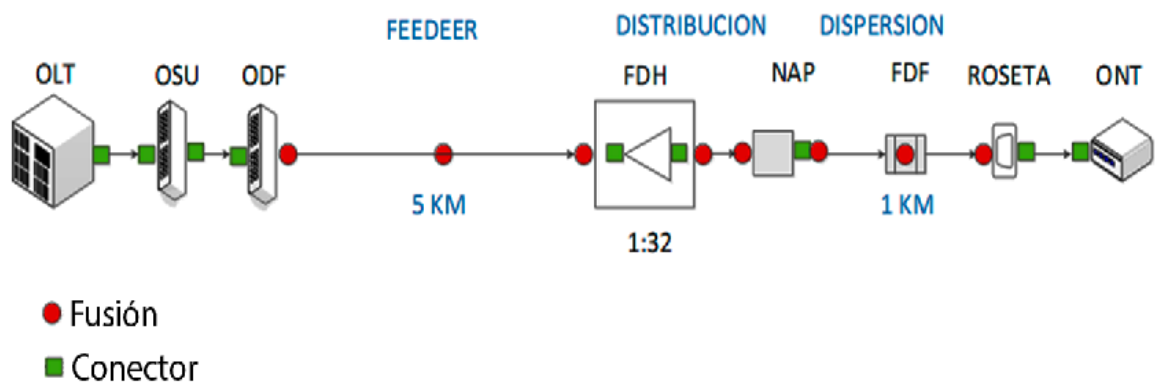 FEEDEER
DISTRIBUCION
DISPERSION
OLT
OSU
ODF
FDH
NAP
FDF
ROSETA
ONT
5 KM
1 KM
1:32
Fusión
Conector